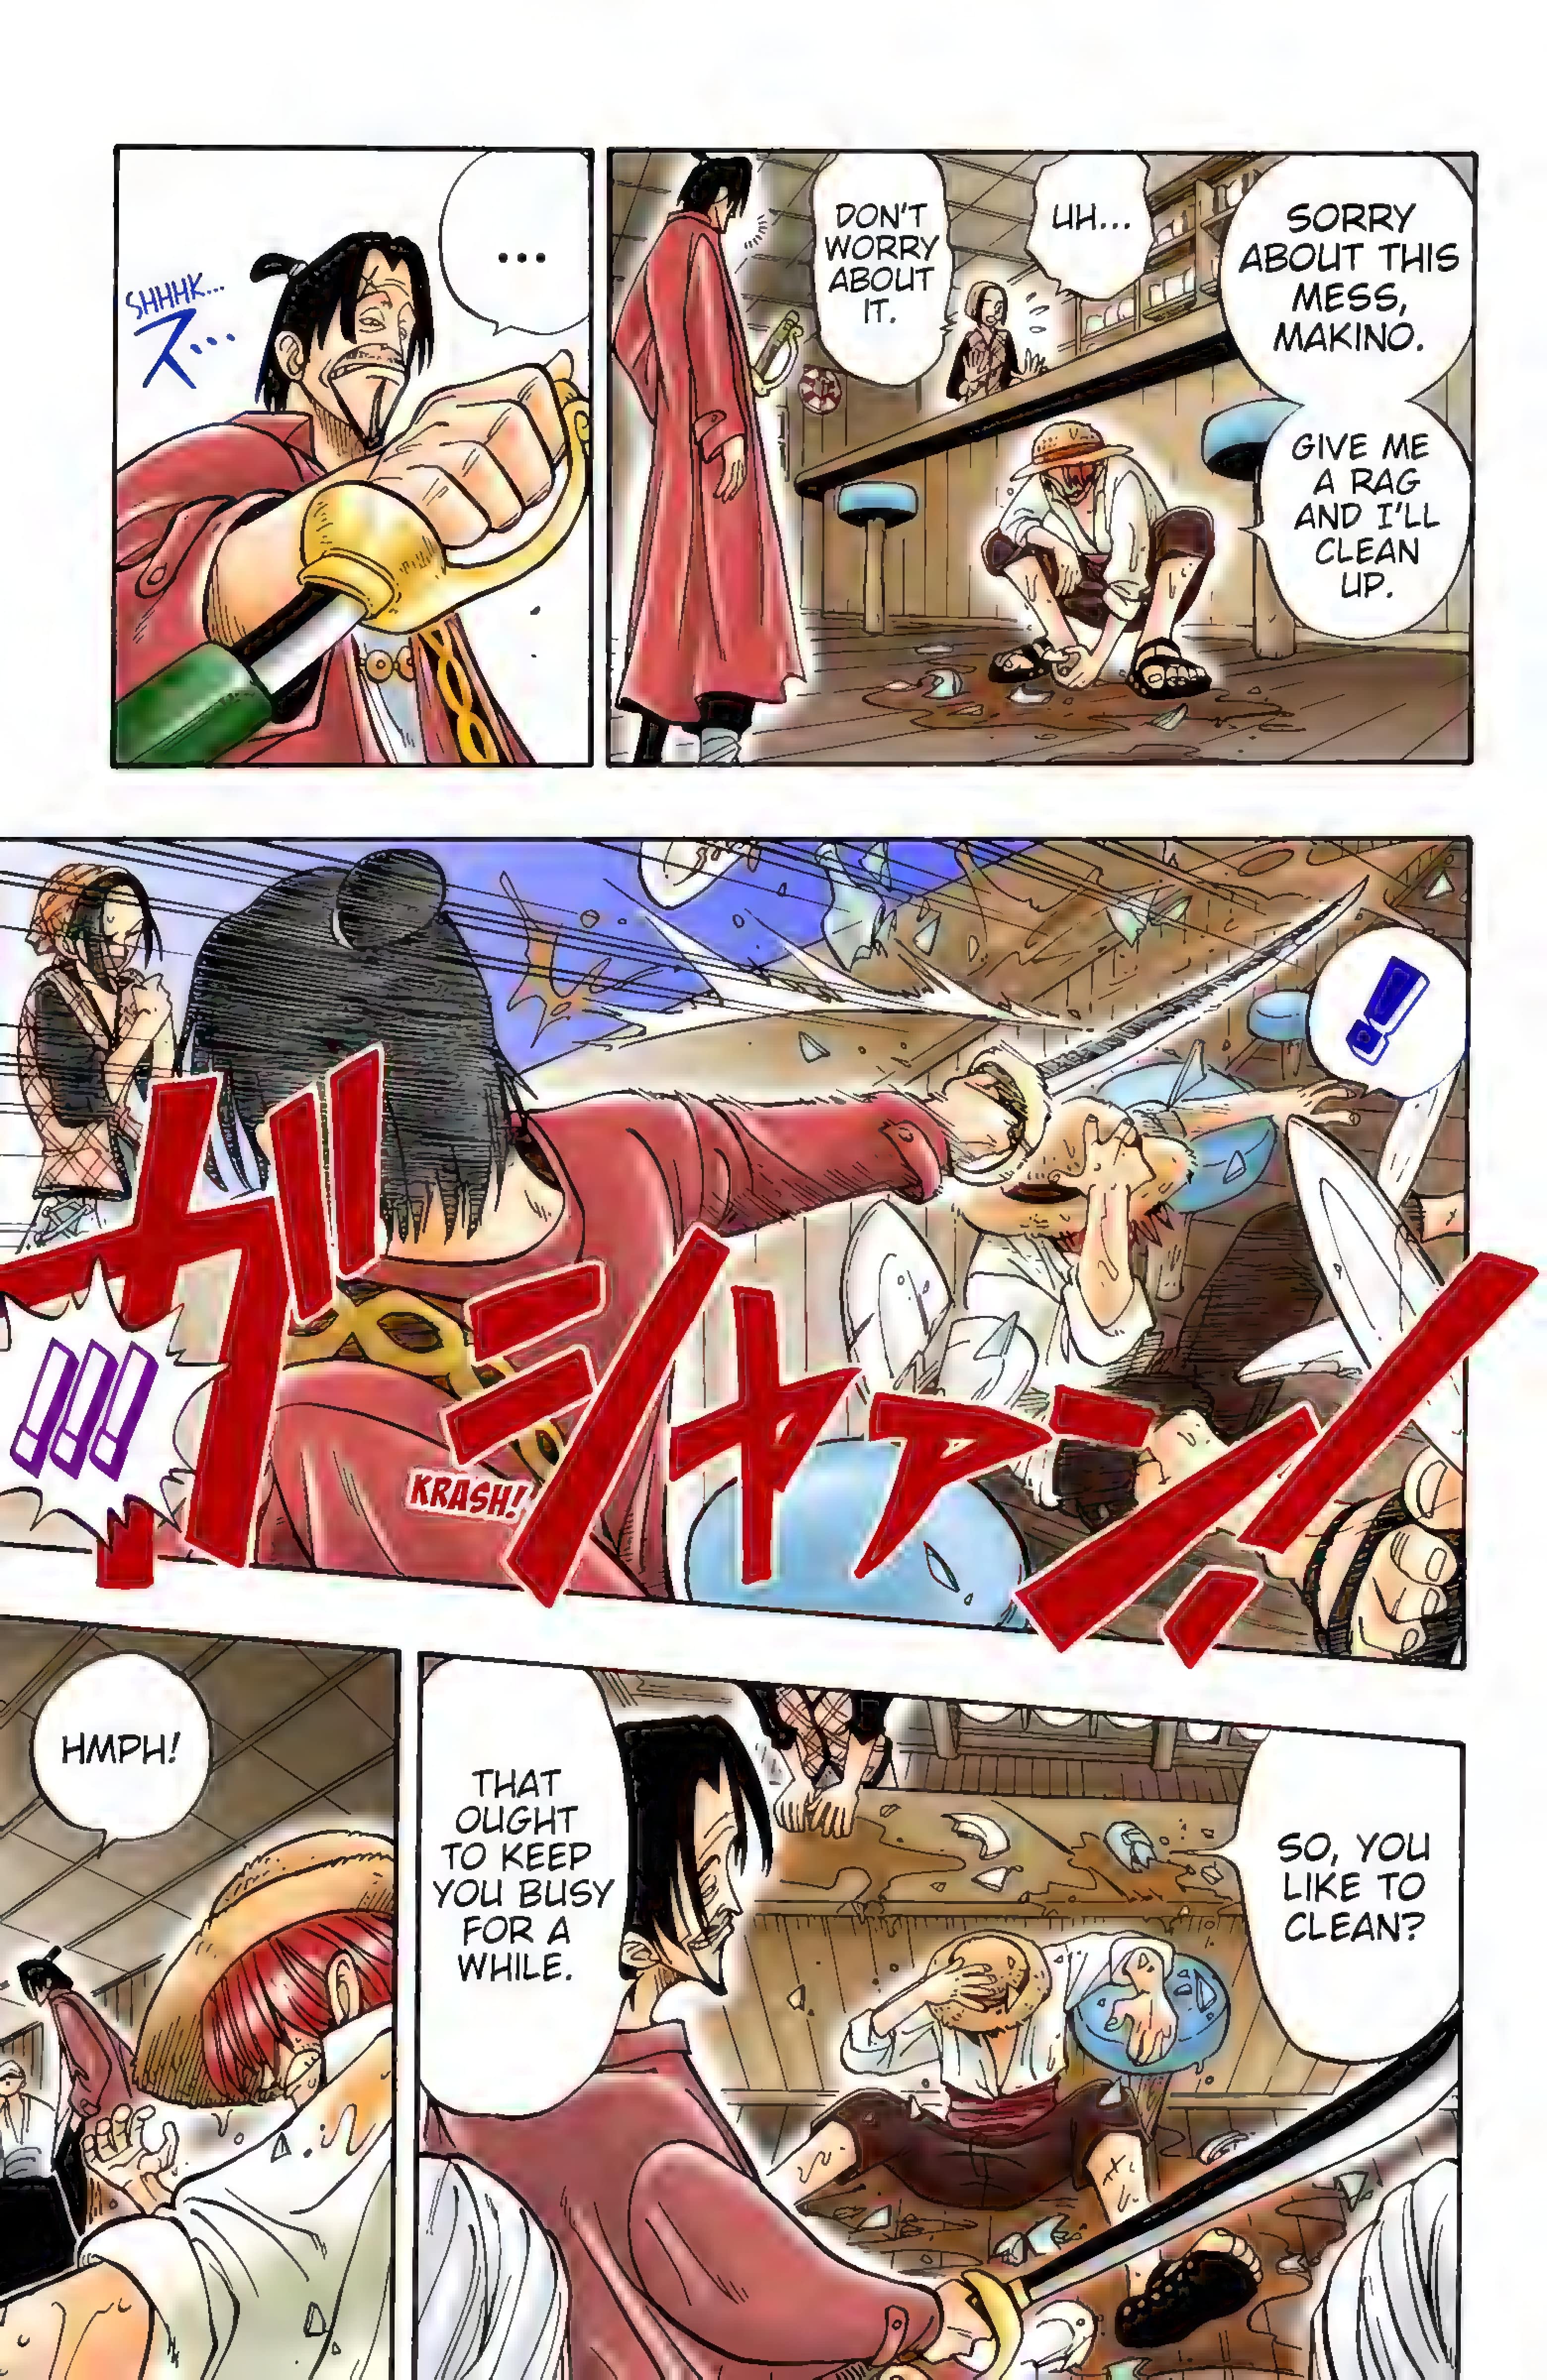 SORRY
ABOUT THIS
MESS,
MAKINO.
GIVE ME
A RAG
AND I'LL
CLEAN
UP.
UH...
DON'T
WORRY
ABOUT
IT.
...
SHHHK...
ス...
!
ガシャアン!!
KRASH!
!!!
SO, YOU
LIKE TO
CLEAN?
THAT
OUGHT
TO KEEP
YOU BUSY
FOR A
WHILE.
HMPH!